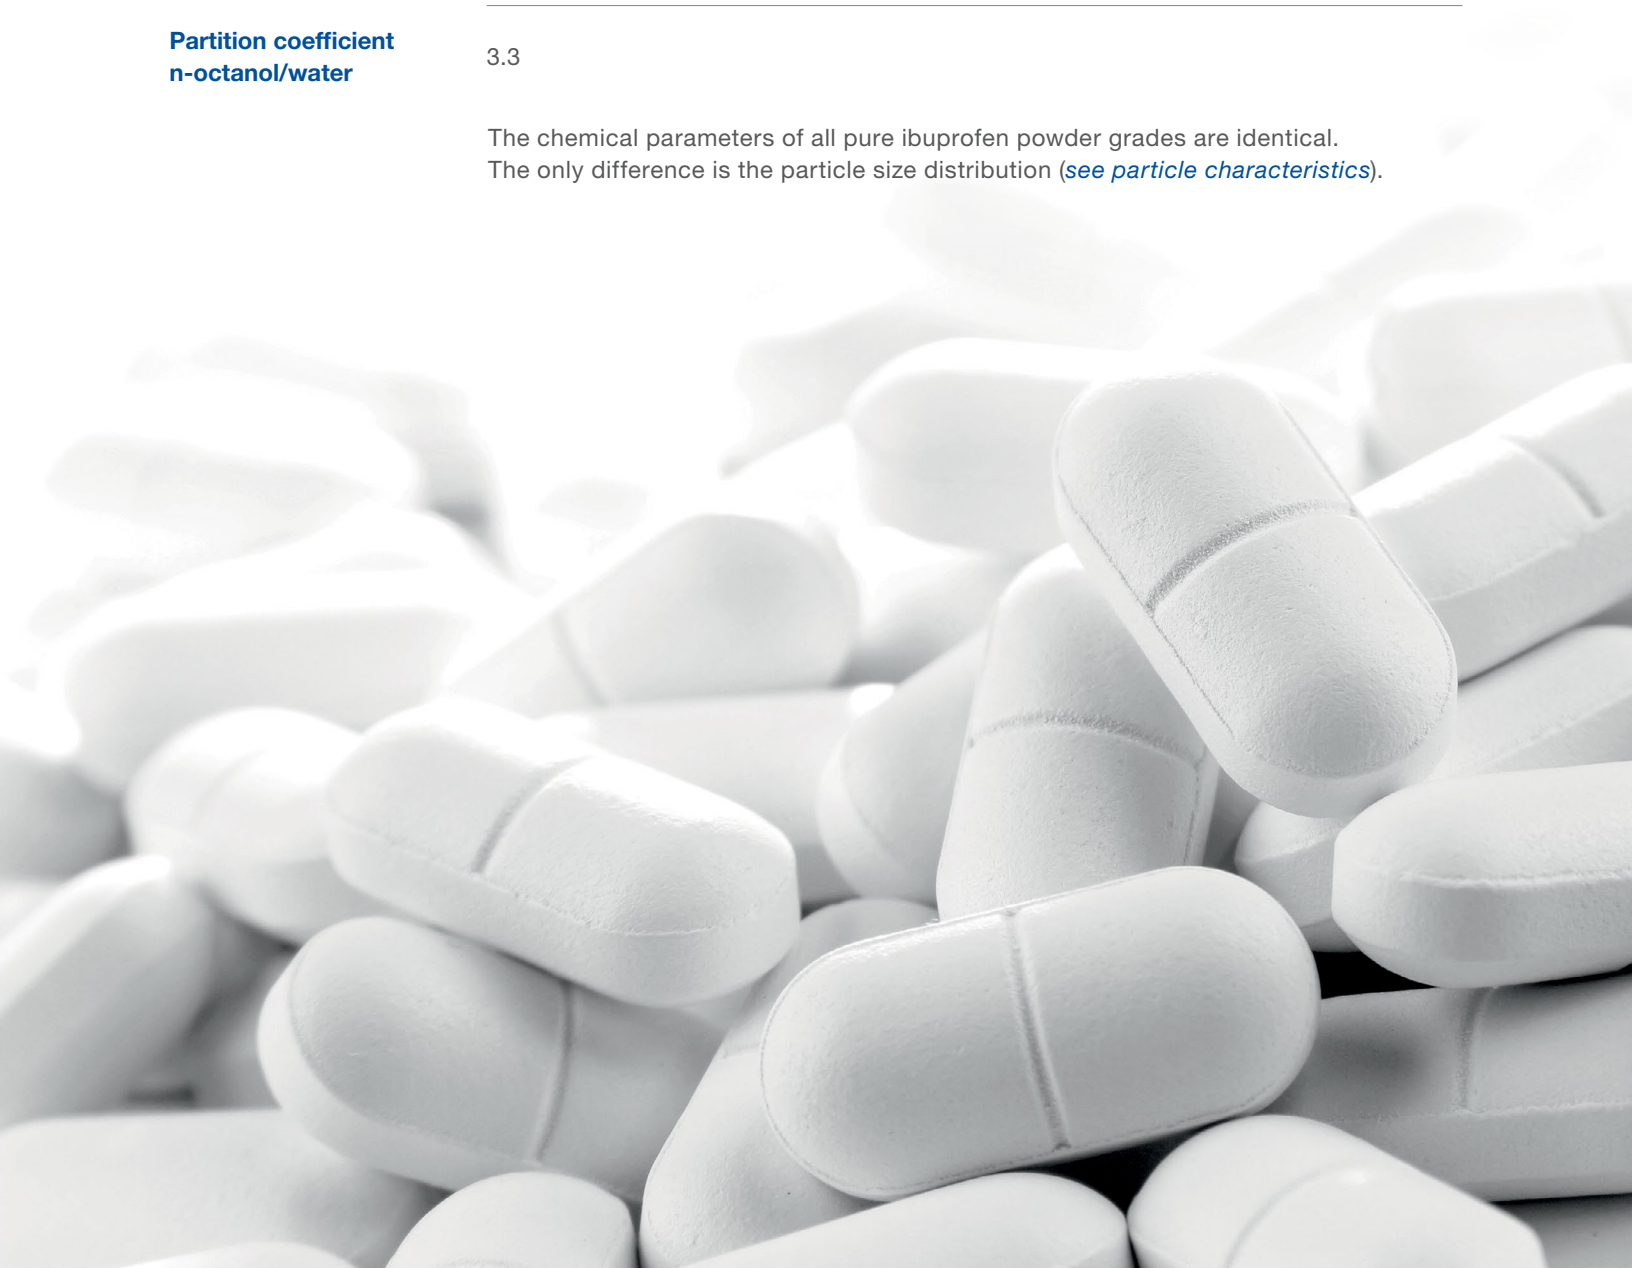 Partition coefficient
n-octanol/water
3.3
The chemical parameters of all pure ibuprofen powder grades are identical.
The only difference is the particle size distribution (see particle characteristics).